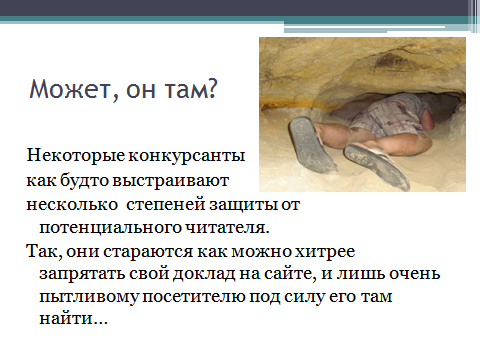 Может, он там?
Некоторые конкурсанты
как будто выстраивают
несколько степеней защиты от
потенциального читателя.
Так, они стараются как можно хитрее
запрятать свой доклад на сайте, и лишь очень
пытливому посетителю под силу его там
найти...